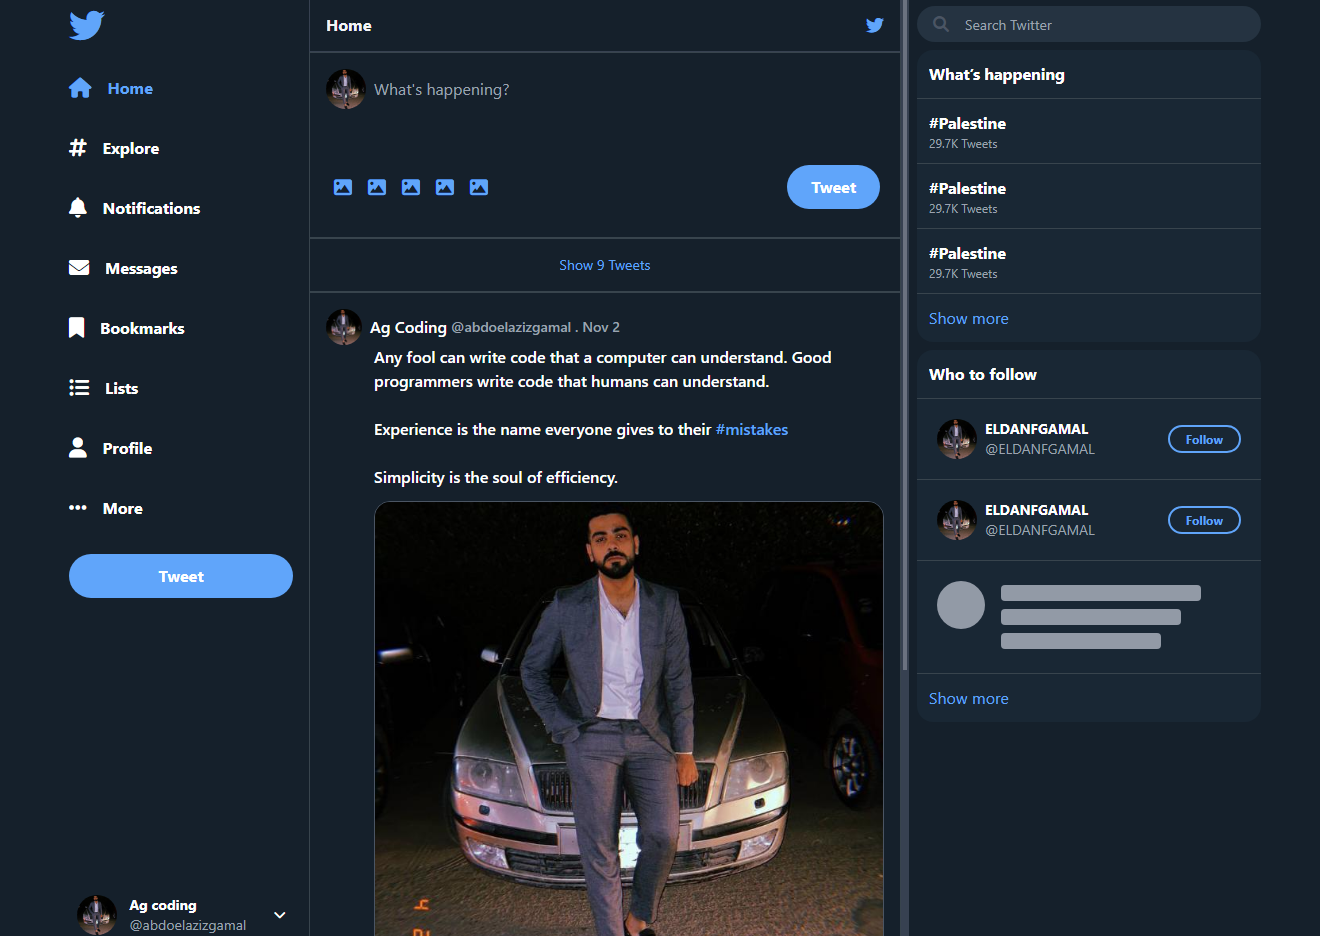 Home
Explore
Notifications
Messages
Bookmarks
Lists
Profile
More
Tweet
Ag coding
@abdoelazizgamal
Home
What's happening?
Tweet
Show 9 Tweets
Ag Coding @abdoelazizgamal . Nov 2
Any fool can write code that a computer can understand. Good
programmers write code that humans can understand.
Experience is the name everyone gives to their #mistakes
Simplicity is the soul of efficiency.
Search Twitter
What’s happening
#Palestine
29.7K Tweets
#Palestine
29.7K Tweets
#Palestine
29.7K Tweets
Show more
Who to follow
ELDANFGAMAL
@ELDANFGAMAL
Follow
ELDANFGAMAL
@ELDANFGAMAL
Follow
Show more